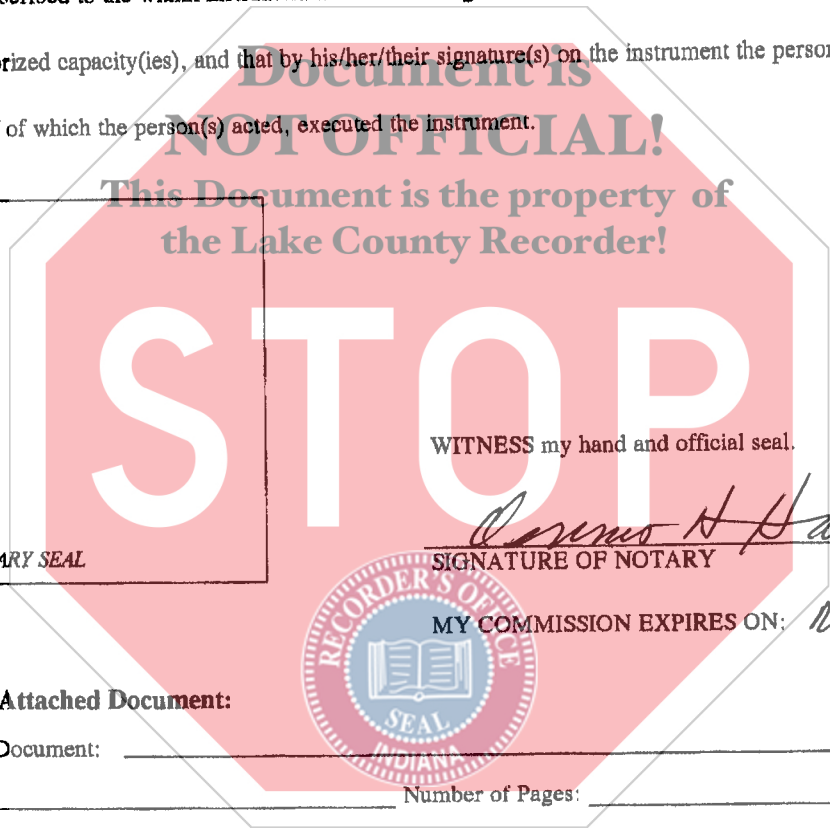 rized capacity(ies), and that by his/her/their signature(s) on the instrument the person
Document is
of which the person(s) acted, executed the instrument.
NOT OFFICIAL!
This Document is the property of
the Lake County Recorder!
STOP
WITNESS my hand and official seal.
ARY SEAL
SIGNATURE OF NOTARY
RECORDER'S OFFICE
MY COMMISSION EXPIRES ON:
SEAL
INDIANA
Attached Document:
Document:
Number of Pages: